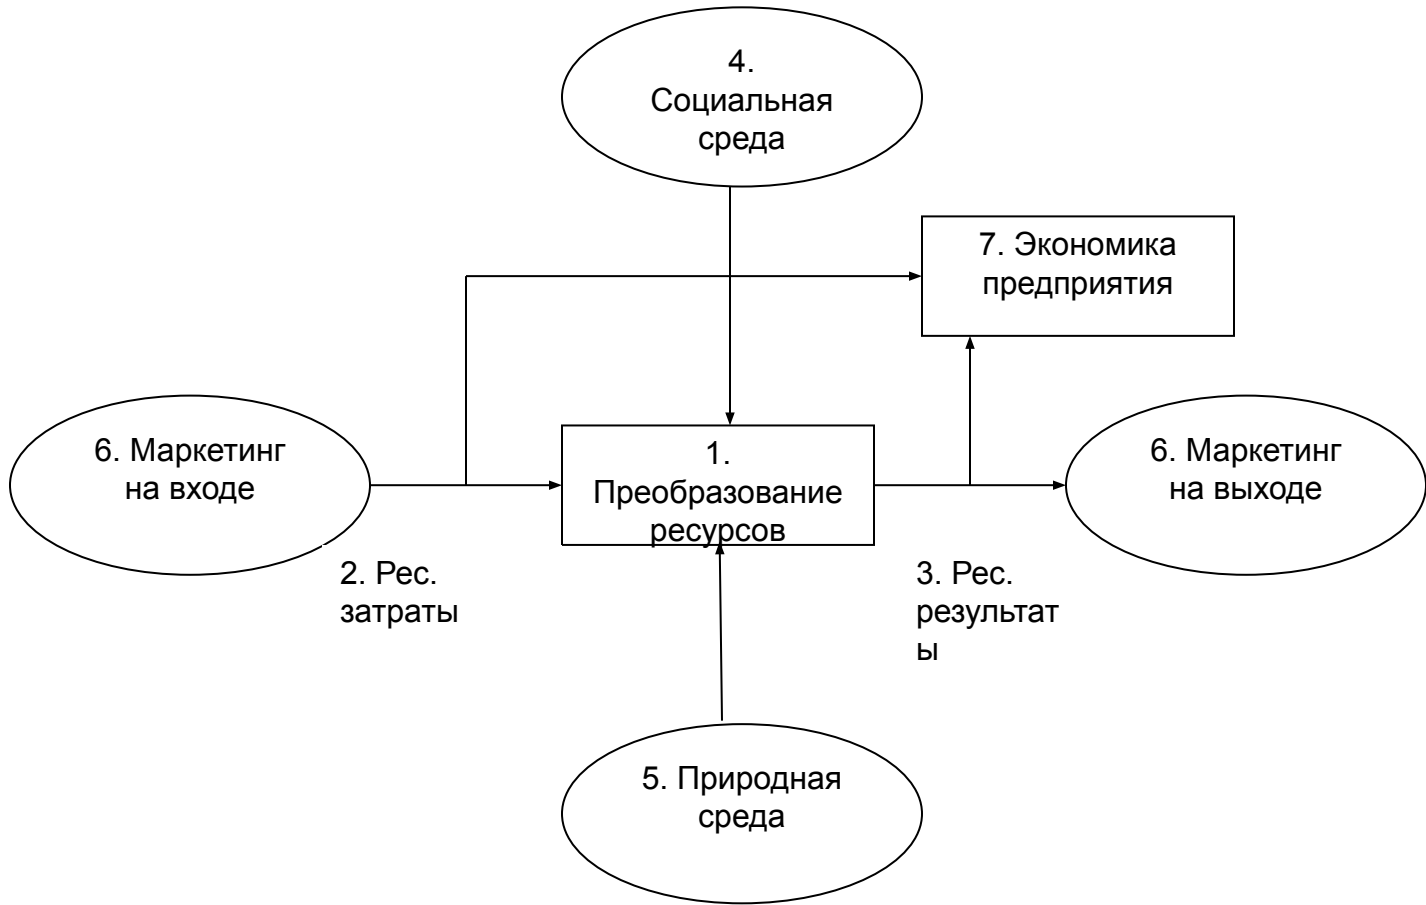 4.
Социальная
среда
7. Экономика
предприятия
6. Маркетинг
на входе
1.
Преобразование
ресурсов
6. Маркетинг
на выходе
2. Рес.
затраты
3. Рес.
результат
ы
5. Природная
среда